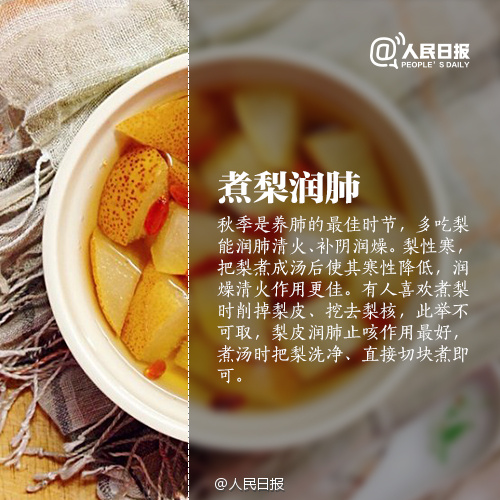 @人民日报
PEOPLE'S DAILY
煮梨润肺
秋季是养肺的最佳时节，多吃梨
能润肺清火、补阴润燥。梨性寒，
把梨煮成汤后使其寒性降低，润
燥清火作用更佳。有人喜欢煮梨
时削掉梨皮、挖去梨核，此举不
可取，梨皮润肺止咳作用最好，
煮汤时把梨洗净、直接切块煮即
可。
@人民日报